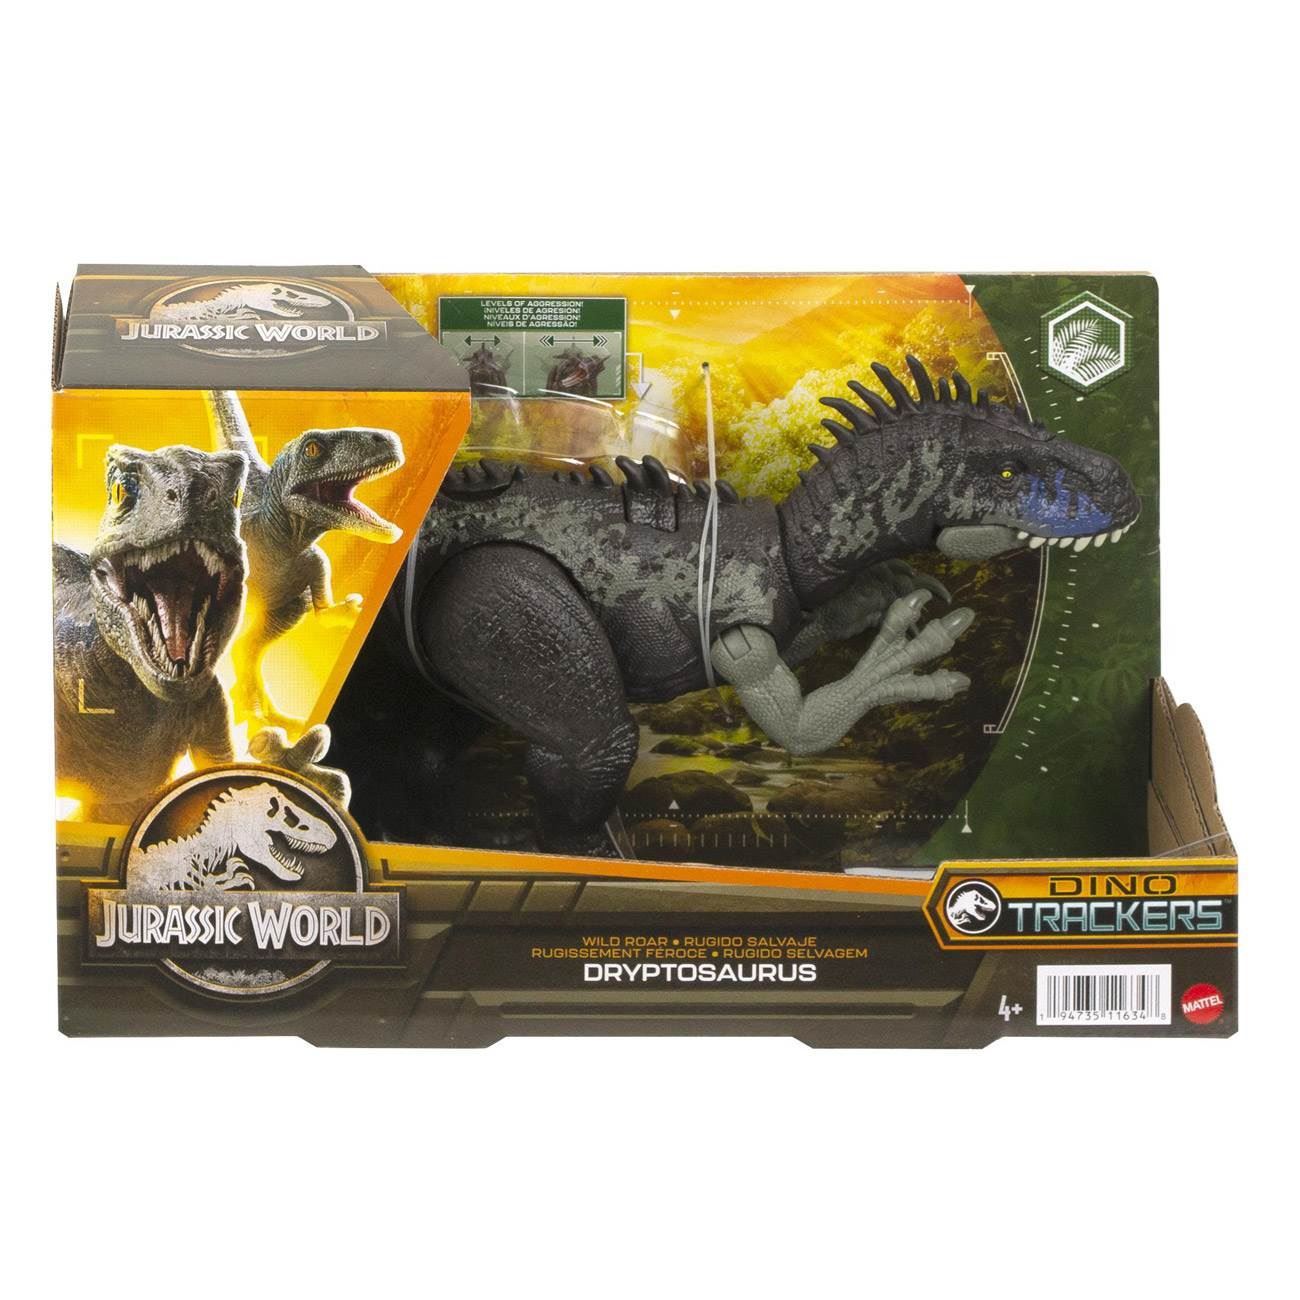 JURASSIC WORLD
LEVELS OF AGGRESSION!
¡NIVELES DE AGRESIÓN!
NIVEAUX D'AGRESSION!
NÍVEIS DE AGRESSÃO!
JURASSIC WORLD
WILD ROAR • RUGIDO SALVAJE
RUGISSEMENT FÉROCE • RUGIDO SELVAGEM
DRYPTOSAURUS
DINO
TRACKERS™
4+
1 94735 11634 8
MATTEL